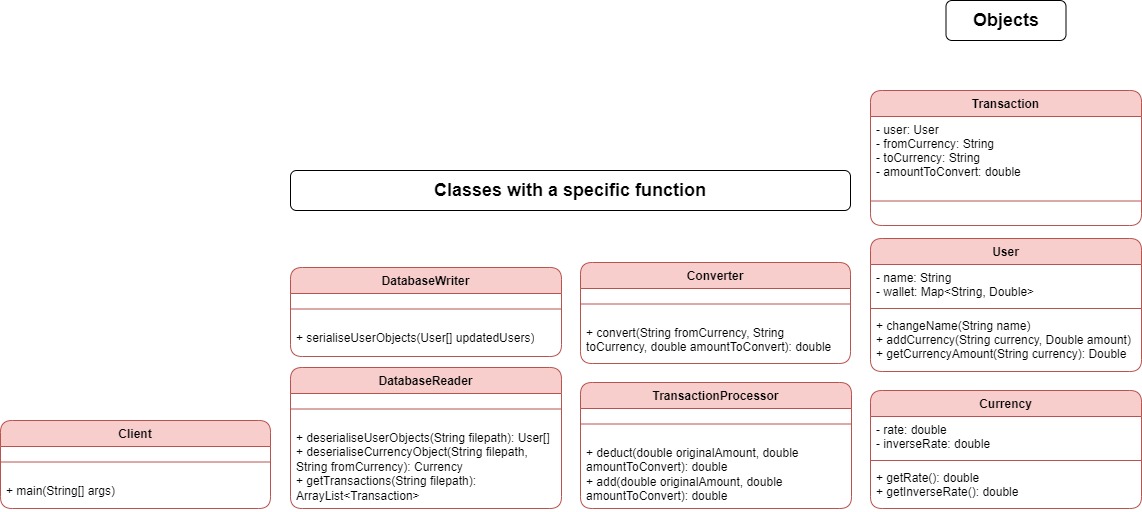 Objects
Transaction
- user: User
- fromCurrency: String
- toCurrency: String
- amountToConvert: double
Classes with a specific function
User
- name: String
- wallet: Map<String, Double>
+ changeName(String name)
+ addCurrency(String currency, Double amount)
+ getCurrencyAmount(String currency): Double
DatabaseWriter
+ serialiseUserObjects(User[] updatedUsers)
Converter
+ convert(String fromCurrency, String
toCurrency, double amountToConvert): double
DatabaseReader
+ deserialiseUserObjects(String filepath): User[]
+ deserialiseCurrencyObject(String filepath,
String fromCurrency): Currency
+ getTransactions(String filepath):
ArrayList<Transaction>
TransactionProcessor
+ deduct(double originalAmount, double
amountToConvert): double
+ add(double originalAmount, double
amountToConvert): double
Currency
- rate: double
- inverseRate: double
+ getRate(): double
+ getInverseRate(): double
Client
+ main(String[] args)